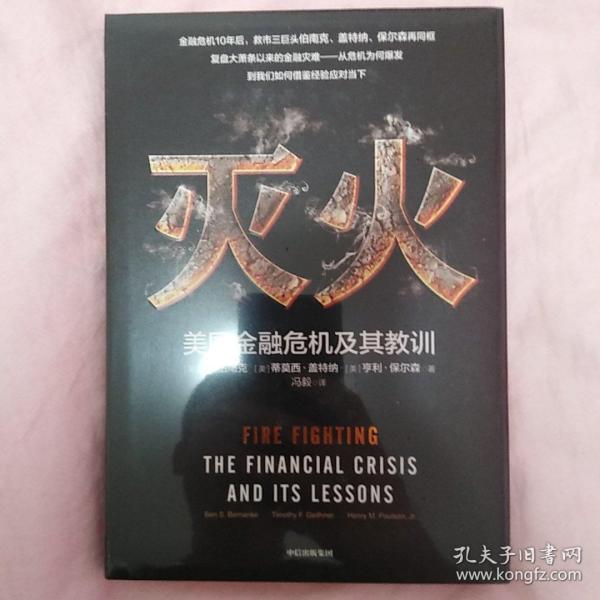 金融危机10年后，救市三巨头伯南克、盖特纳、保尔森再同框
复盘大萧条以来的金融灾难——从危机为何爆发
到我们如何借鉴经验应对当下
灭火
美国金融危机及其教训
南克 [美]蒂莫西·盖特纳 [美]亨利·保尔森 ◎著
冯毅 ◎译
FIRE FIGHTING
THE FINANCIAL CRISIS
AND ITS LESSONS
Ben S. Bernanke Timothy F. Geithner Henry M. Paulson, Jr.
中信出版集团
孔夫子旧书网
www.kongfz.com